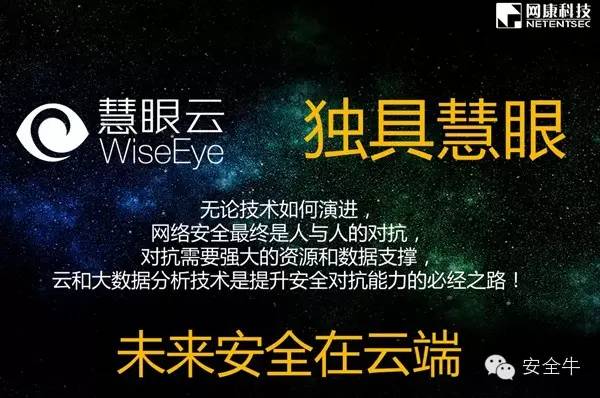 网康科技
NETENTSEC
慧眼云
WiseEye
独具慧眼
无论技术如何演进，
网络安全最终是人与人的对抗，
对抗需要强大的资源和数据支撑，
云和大数据分析技术是提升安全对抗能力的必经之路！
未来安全在云端
安全牛